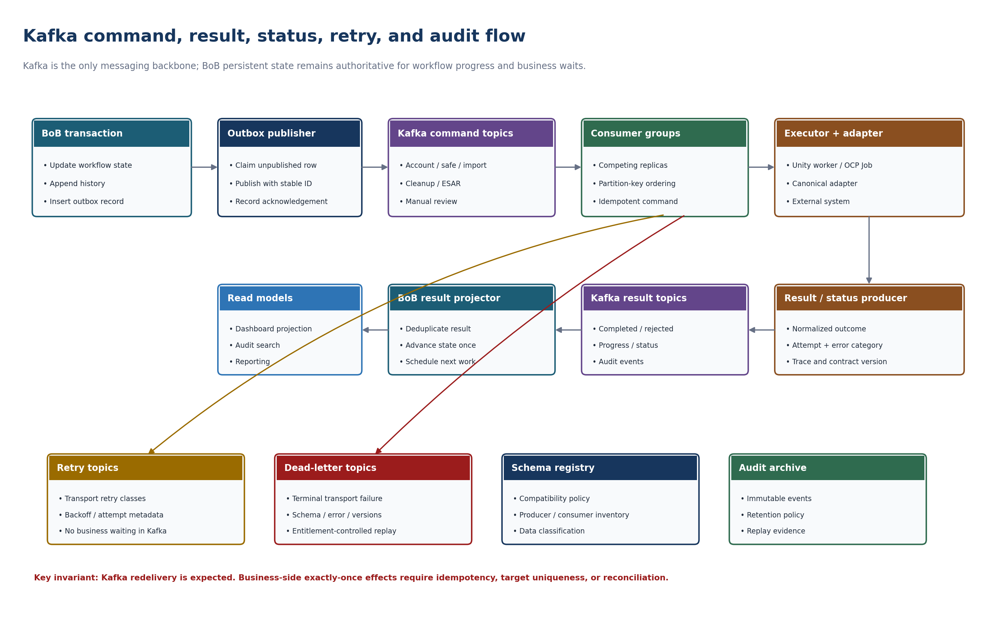 Kafka command, result, status, retry, and audit flow
Kafka is the only messaging backbone; BoB persistent state remains authoritative for workflow progress and business waits.
BoB transaction
• Update workflow state
• Append history
• Insert outbox record
Outbox publisher
• Claim unpublished row
• Publish with stable ID
• Record acknowledgement
Kafka command topics
• Account / safe / import
• Cleanup / ESAR
• Manual review
Consumer groups
• Competing replicas
• Partition-key ordering
• Idempotent command
Executor + adapter
• Unity worker / OCP Job
• Canonical adapter
• External system
Read models
• Dashboard projection
• Audit search
• Reporting
BoB result projector
• Deduplicate result
• Advance state once
• Schedule next work
Kafka result topics
• Completed / rejected
• Progress / status
• Audit events
Result / status producer
• Normalized outcome
• Attempt + error category
• Trace and contract version
Retry topics
• Transport retry classes
• Backoff / attempt metadata
• No business waiting in Kafka
Dead-letter topics
• Terminal transport failure
• Schema / error / versions
• Entitlement-controlled replay
Schema registry
• Compatibility policy
• Producer / consumer inventory
• Data classification
Audit archive
• Immutable events
• Retention policy
• Replay evidence
Key invariant: Kafka redelivery is expected. Business-side exactly-once effects require idempotency, target uniqueness, or reconciliation.